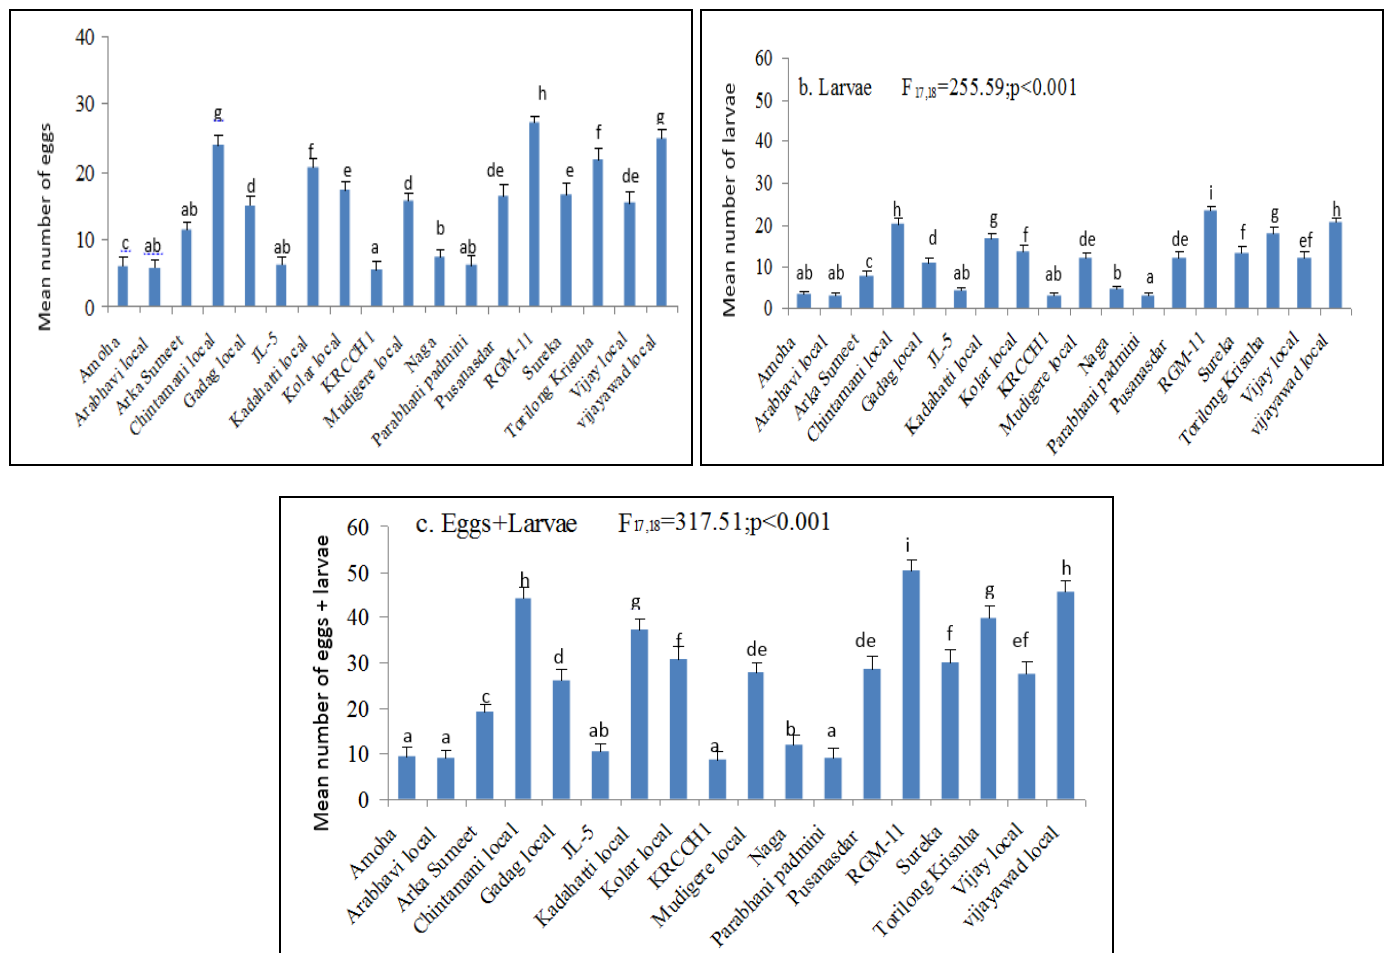 Mean number of eggs
40
30
20
10
0
c
ab
ab
g
d
ab
f
e
a
d
b
ab
de
h
e
f
de
g
Amoha
Arabhavi local
Arka Sumeet
Chintamani local
Gadag local
JL-5
Kadahatti local
Kolar local
KRCCH1
Mudigere local
Naga
Parabhani padmini
Pusanasdar
RGM-11
Sureka
Torilong Krisnha
Vijay local
vijayawad local
Mean number of larvae
60
50
40
30
20
10
0
b. Larvae F17,18=255.59;p<0.001
ab
ab
c
h
d
ab
g
f
ab
de
b
a
de
i
f
g
ef
h
Amoha
Arabhavi local
Arka Sumeet
Chintamani local
Gadag local
JL-5
Kadahatti local
Kolar local
KRCCH1
Mudigere local
Naga
Parabhani padmini
Pusanasdar
RGM-11
Sureka
Torilong Krisnha
Vijay local
vijayawad local
Mean number of eggs + larvae
60
50
40
30
20
10
0
c. Eggs+Larvae F17,18=317.51;p<0.001
a
a
c
h
d
ab
g
f
a
de
b
a
de
i
f
g
ef
h
Amoha
Arabhavi local
Arka Sumeet
Chintamani local
Gadag local
JL-5
Kadahatti local
Kolar local
KRCCH1
Mudigere local
Naga
Parabhani padmini
Pusanasdar
RGM-11
Sureka
Torilong Krisnha
Vijay local
vijayawad local